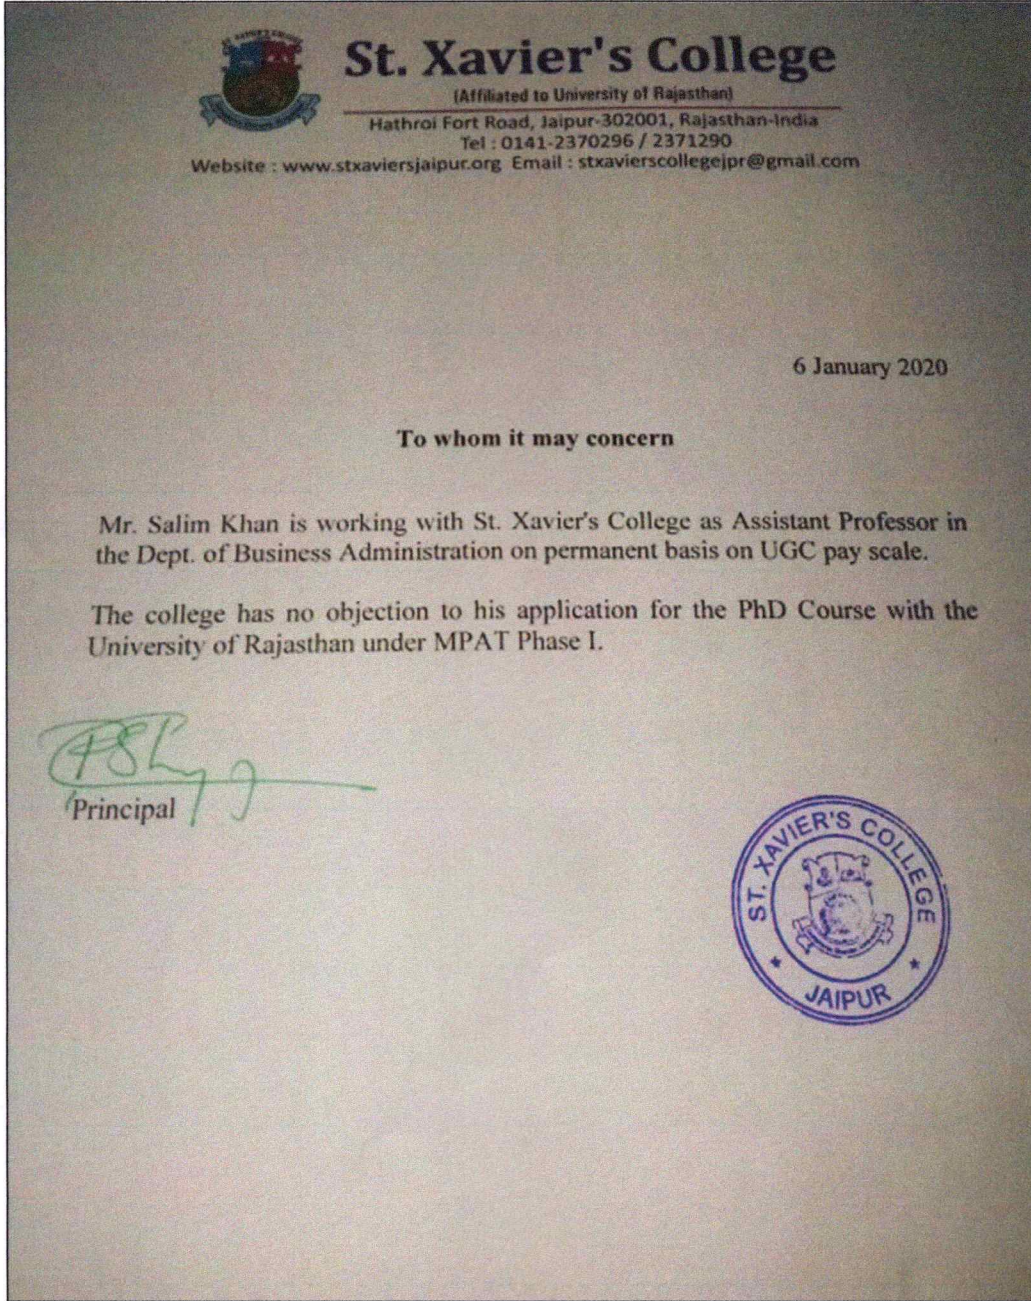 St. Xavier's College
(Affiliated to University of Rajasthan)
Hathroi Fort Road, Jaipur-302001, Rajasthan-India
Tel : 0141-2370296 / 2371290
Website : www.stxaviersjaipur.org Email : stxavierscollegejpr@gmail.com
6 January 2020
To whom it may concern
Mr. Salim Khan is working with St. Xavier's College as Assistant Professor in
the Dept. of Business Administration on permanent basis on UGC pay scale.
The college has no objection to his application for the PhD Course with the
University of Rajasthan under MPAT Phase I.
Principal
ST. XAVIER'S COLLEGE
JAIPUR